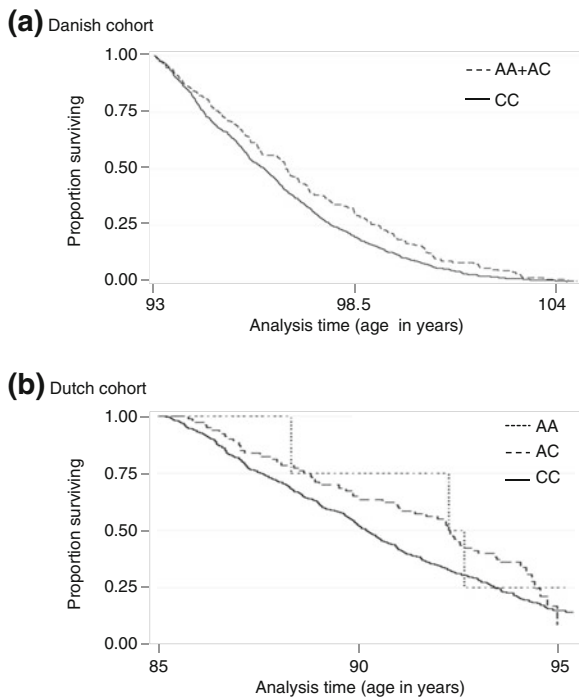 (a) Danish cohort
1.00
0.75
0.50
0.25
0.00
Proportion surviving
AA+AC
CC
93
98.5
104
Analysis time (age in years)
(b) Dutch cohort
1.00
0.75
0.50
0.25
0.00
Proportion surviving
AA
AC
CC
85
90
95
Analysis time (age in years)